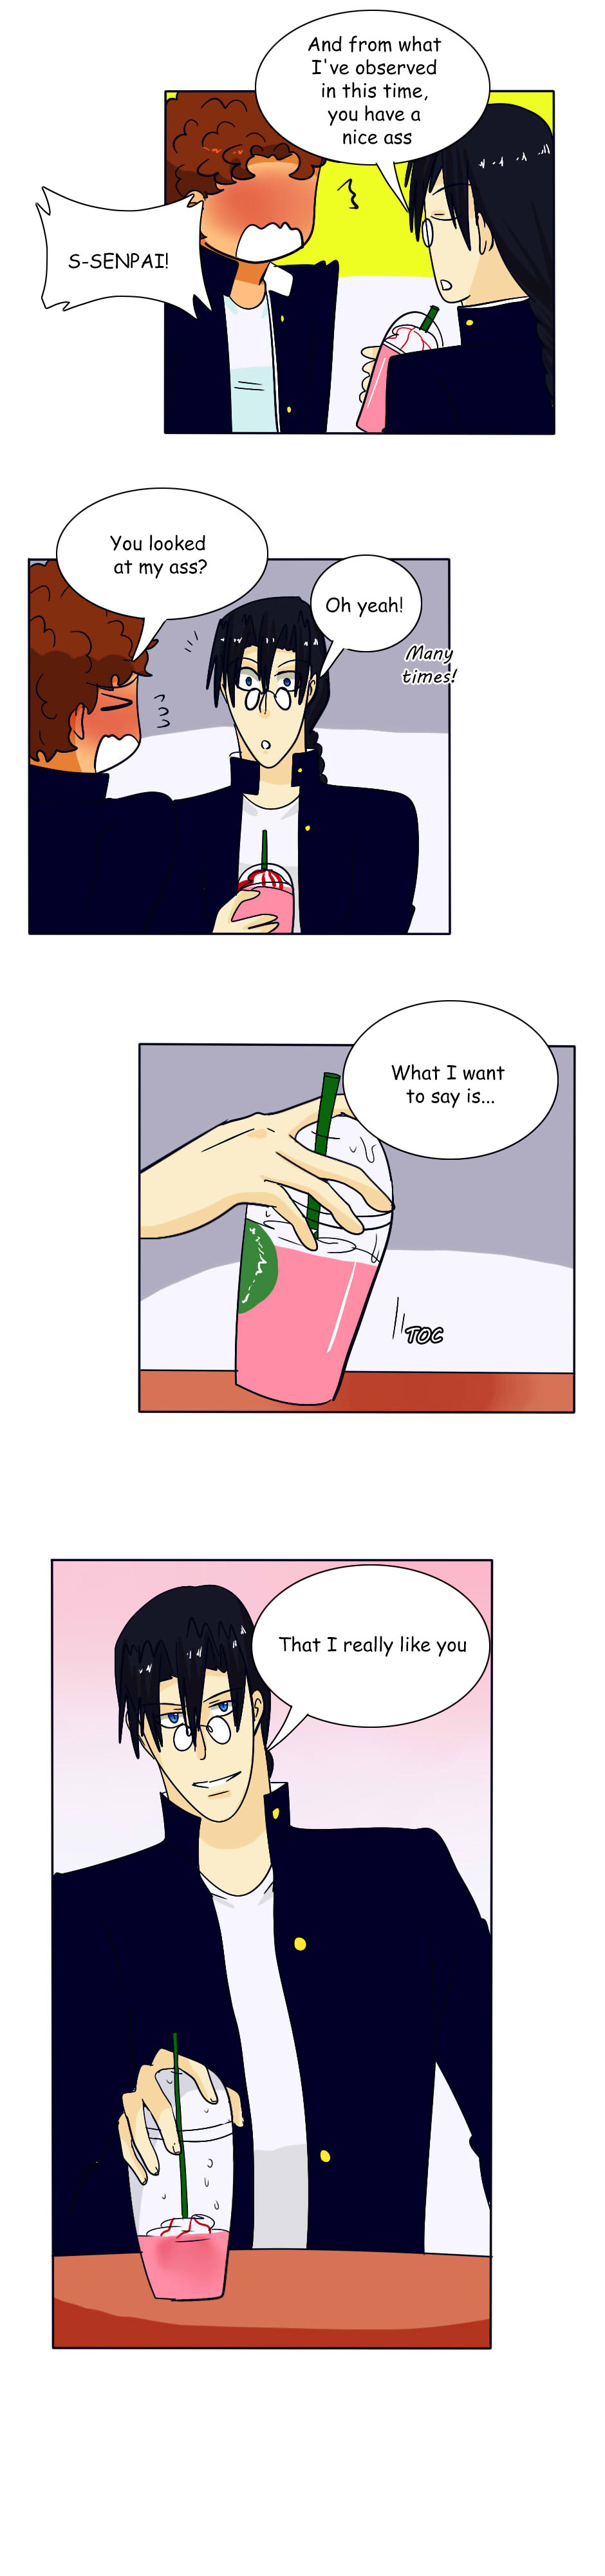 And from what
I've observed
in this time,
you have a
nice ass
S-SENPAI!
You looked
at my ass?
Oh yeah!
Many
times!
What I want
to say is...
TOC
That I really like you